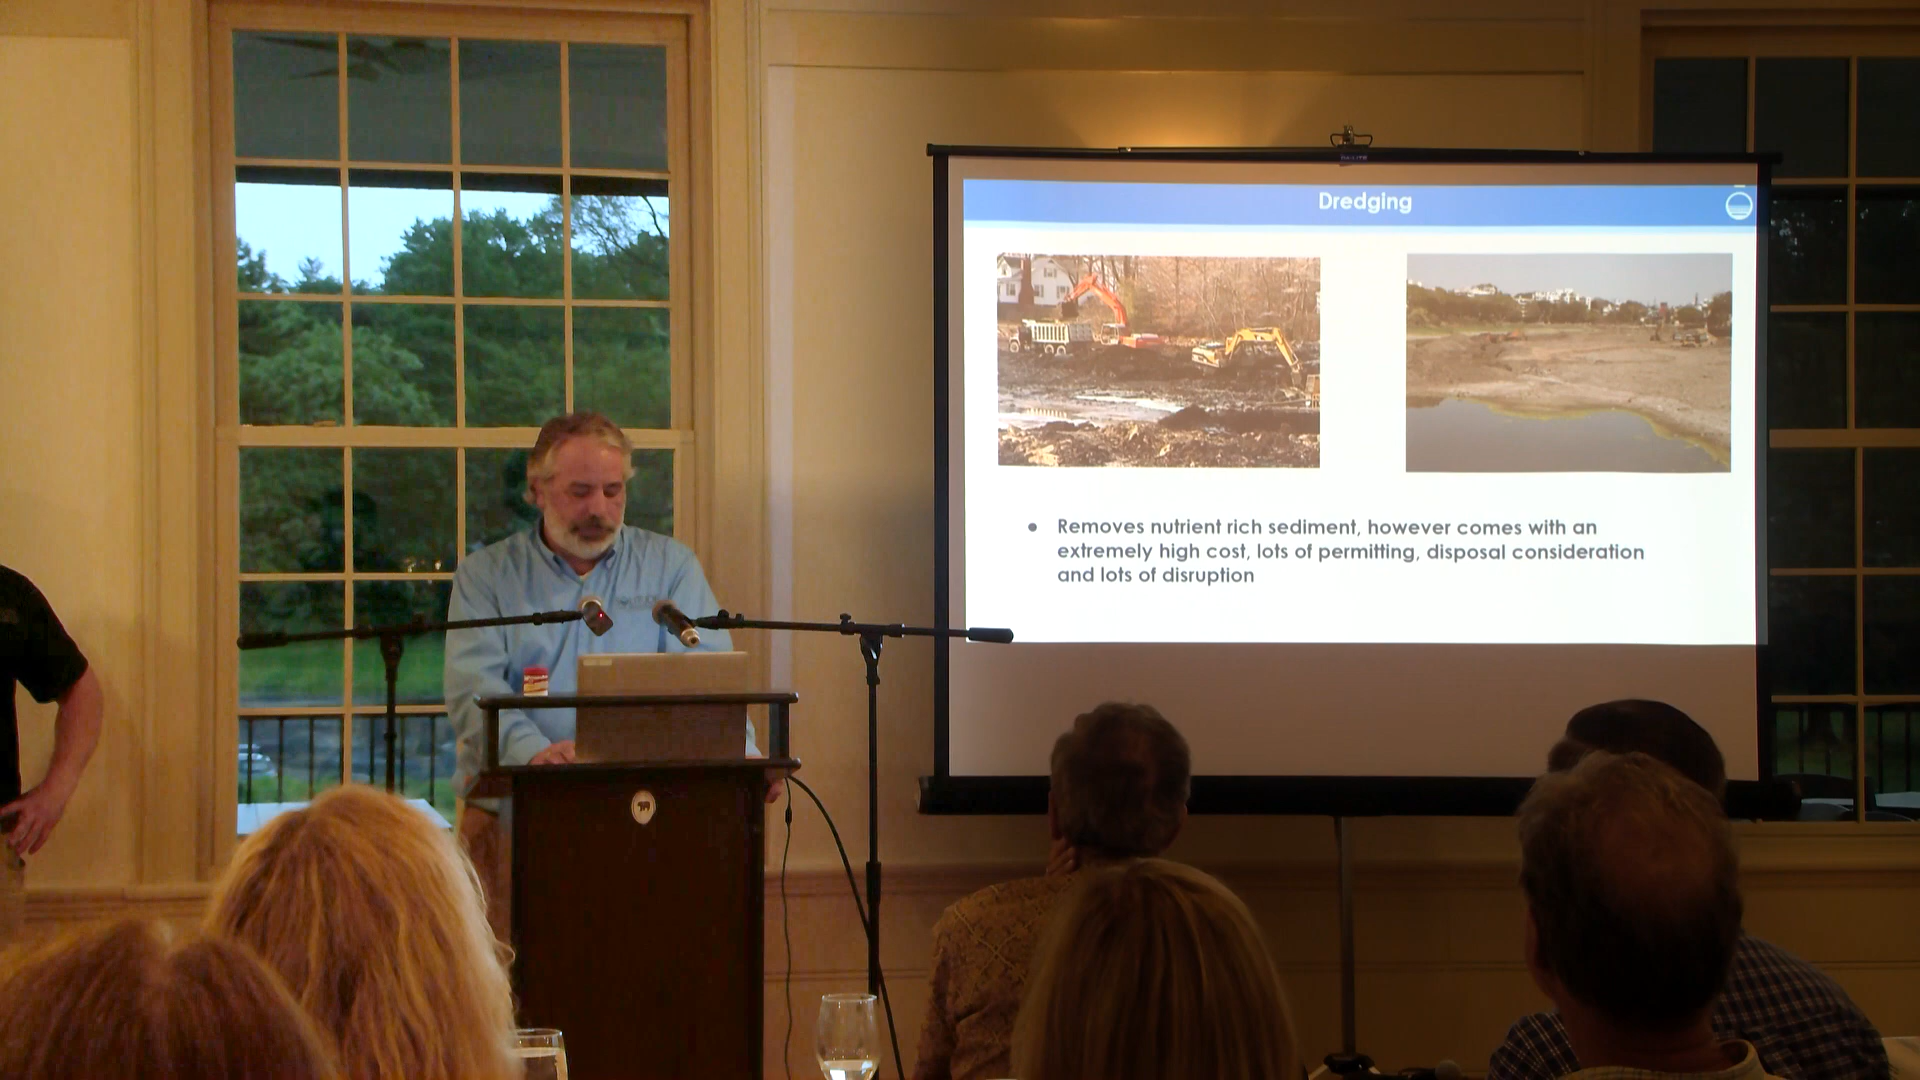 Dredging
Removes nutrient rich sediment, however comes with an
extremely high cost, lots of permitting, disposal consideration
and lots of disruption